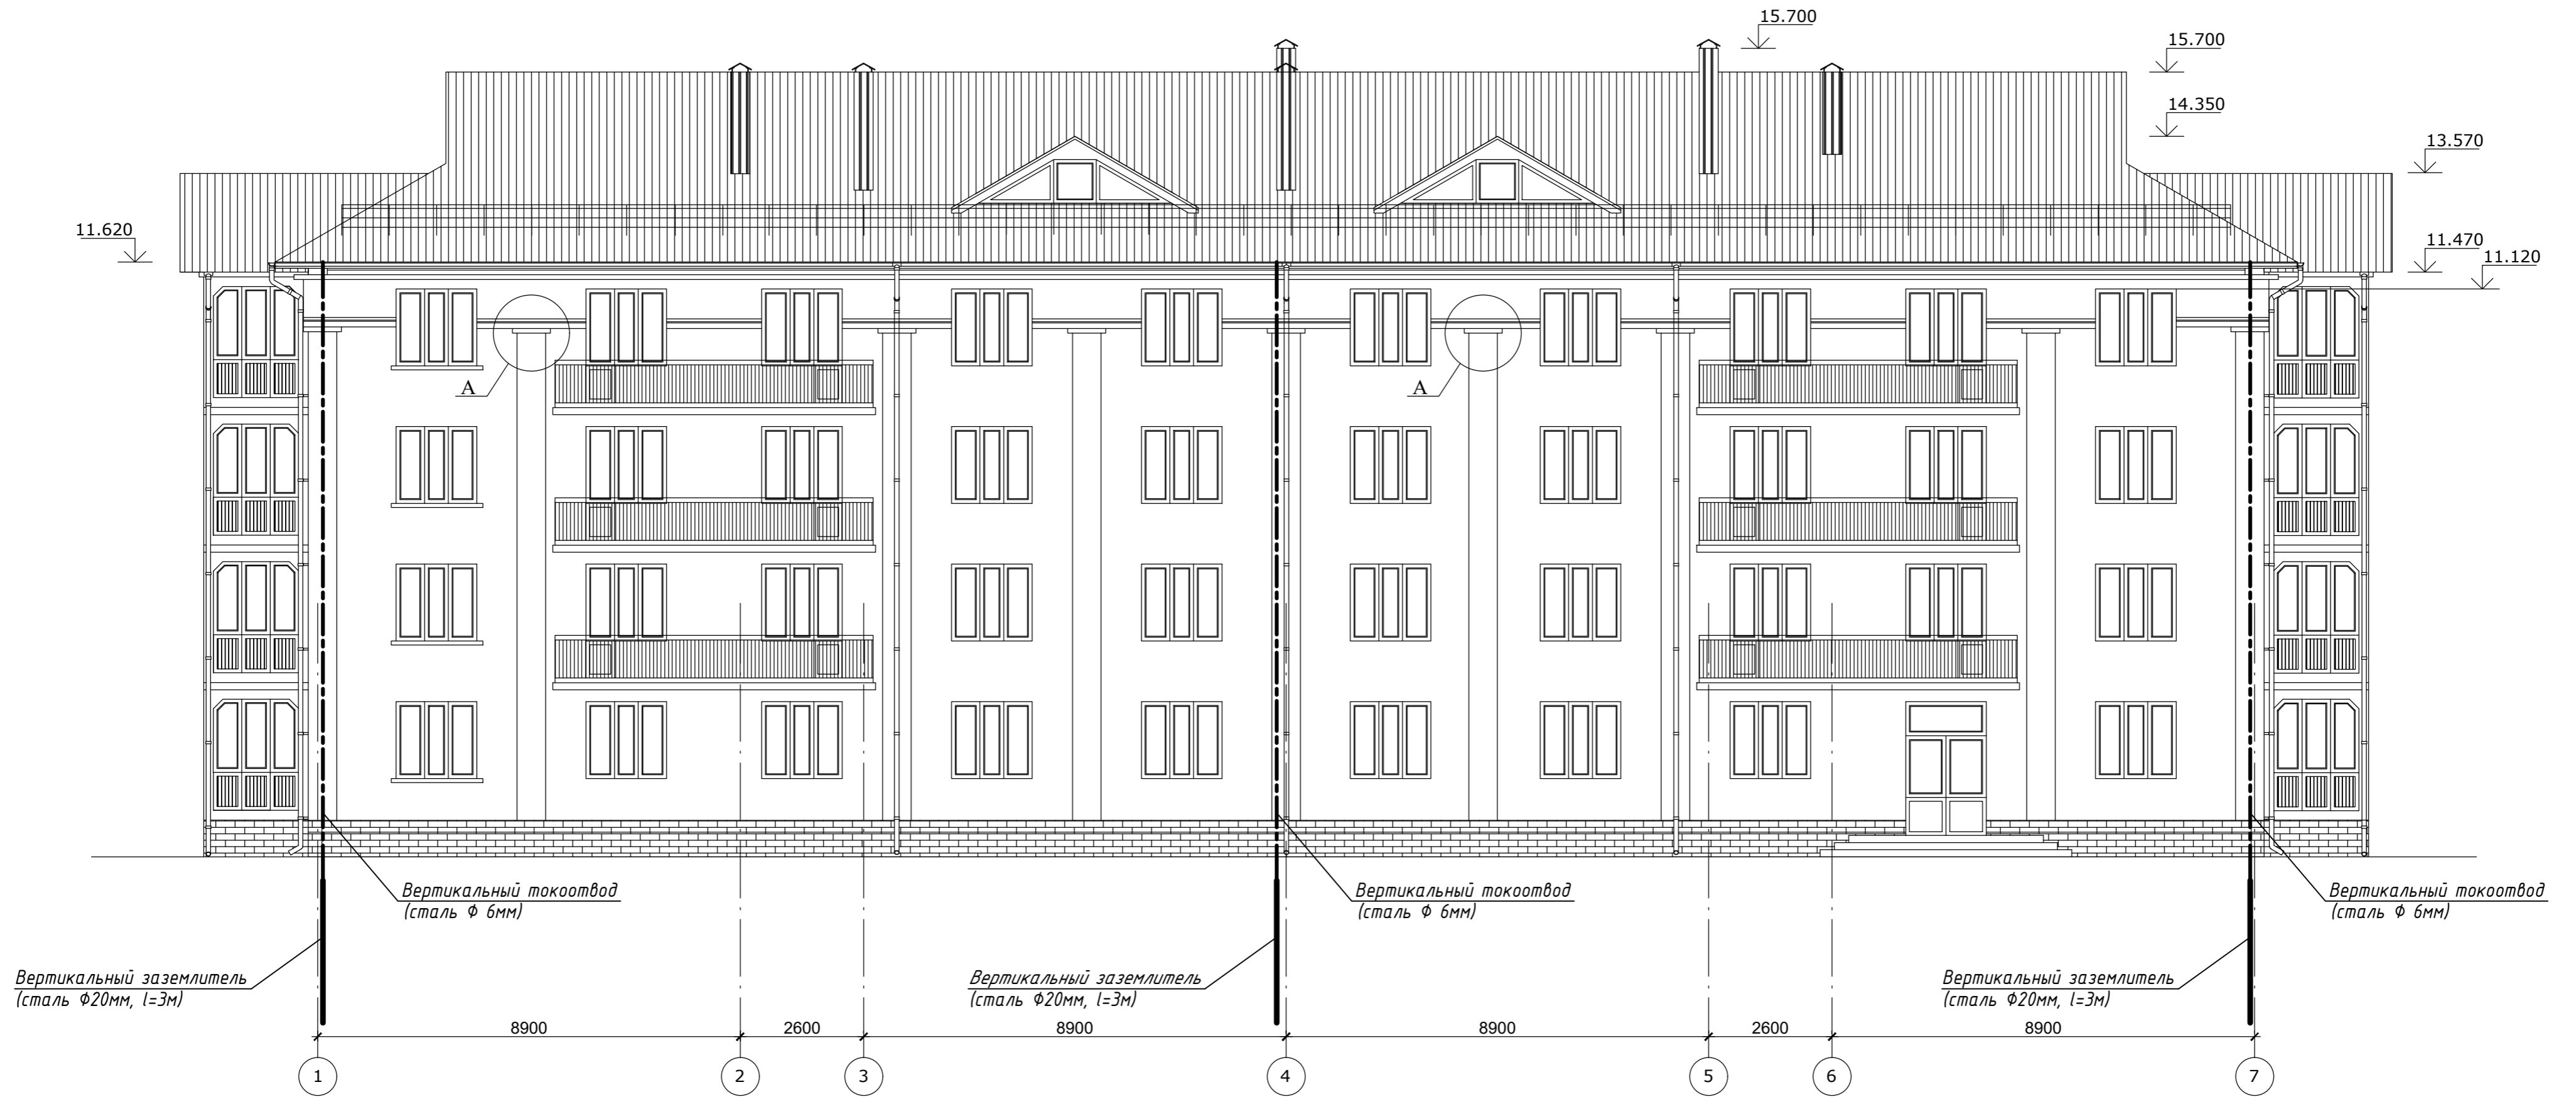 15.700
15.700
14.350
13.570
11.620
11.470
11.120
А
А
Вертикальный токоотвод
(сталь Ф 6мм)
Вертикальный токоотвод
(сталь Ф 6мм)
Вертикальный токоотвод
(сталь Ф 6мм)
Вертикальный заземлитель
(сталь Ф20мм, l=3м)
Вертикальный заземлитель
(сталь Ф20мм, l=3м)
Вертикальный заземлитель
(сталь Ф20мм, l=3м)
8900 2600 8900 8900 2600 8900
1 2 3 4 5 6 7